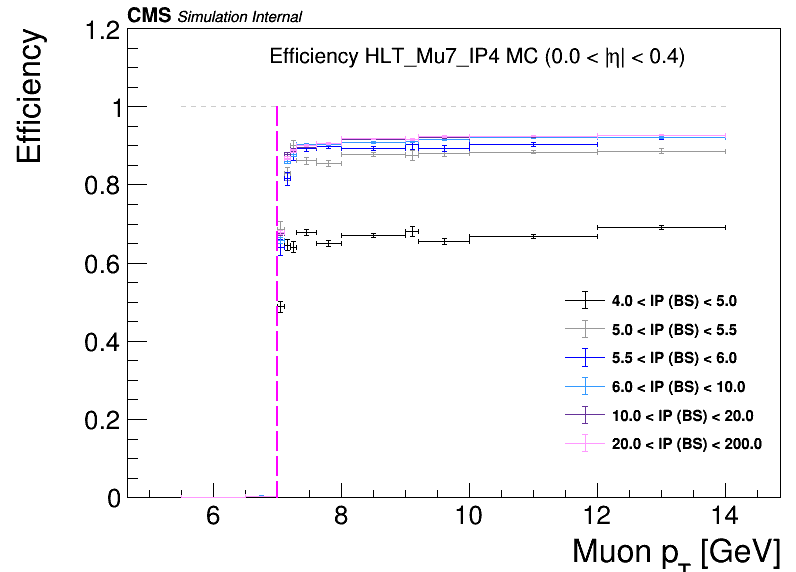 CMS Simulation Internal
Efficiency HLT_Mu7_IP4 MC (0.0 < |η| < 0.4)
Efficiency
1.2
1
0.8
0.6
0.4
0.2
0
4.0 < IP (BS) < 5.0
5.0 < IP (BS) < 5.5
5.5 < IP (BS) < 6.0
6.0 < IP (BS) < 10.0
10.0 < IP (BS) < 20.0
20.0 < IP (BS) < 200.0
6 8 10 12 14
Muon p_T [GeV]